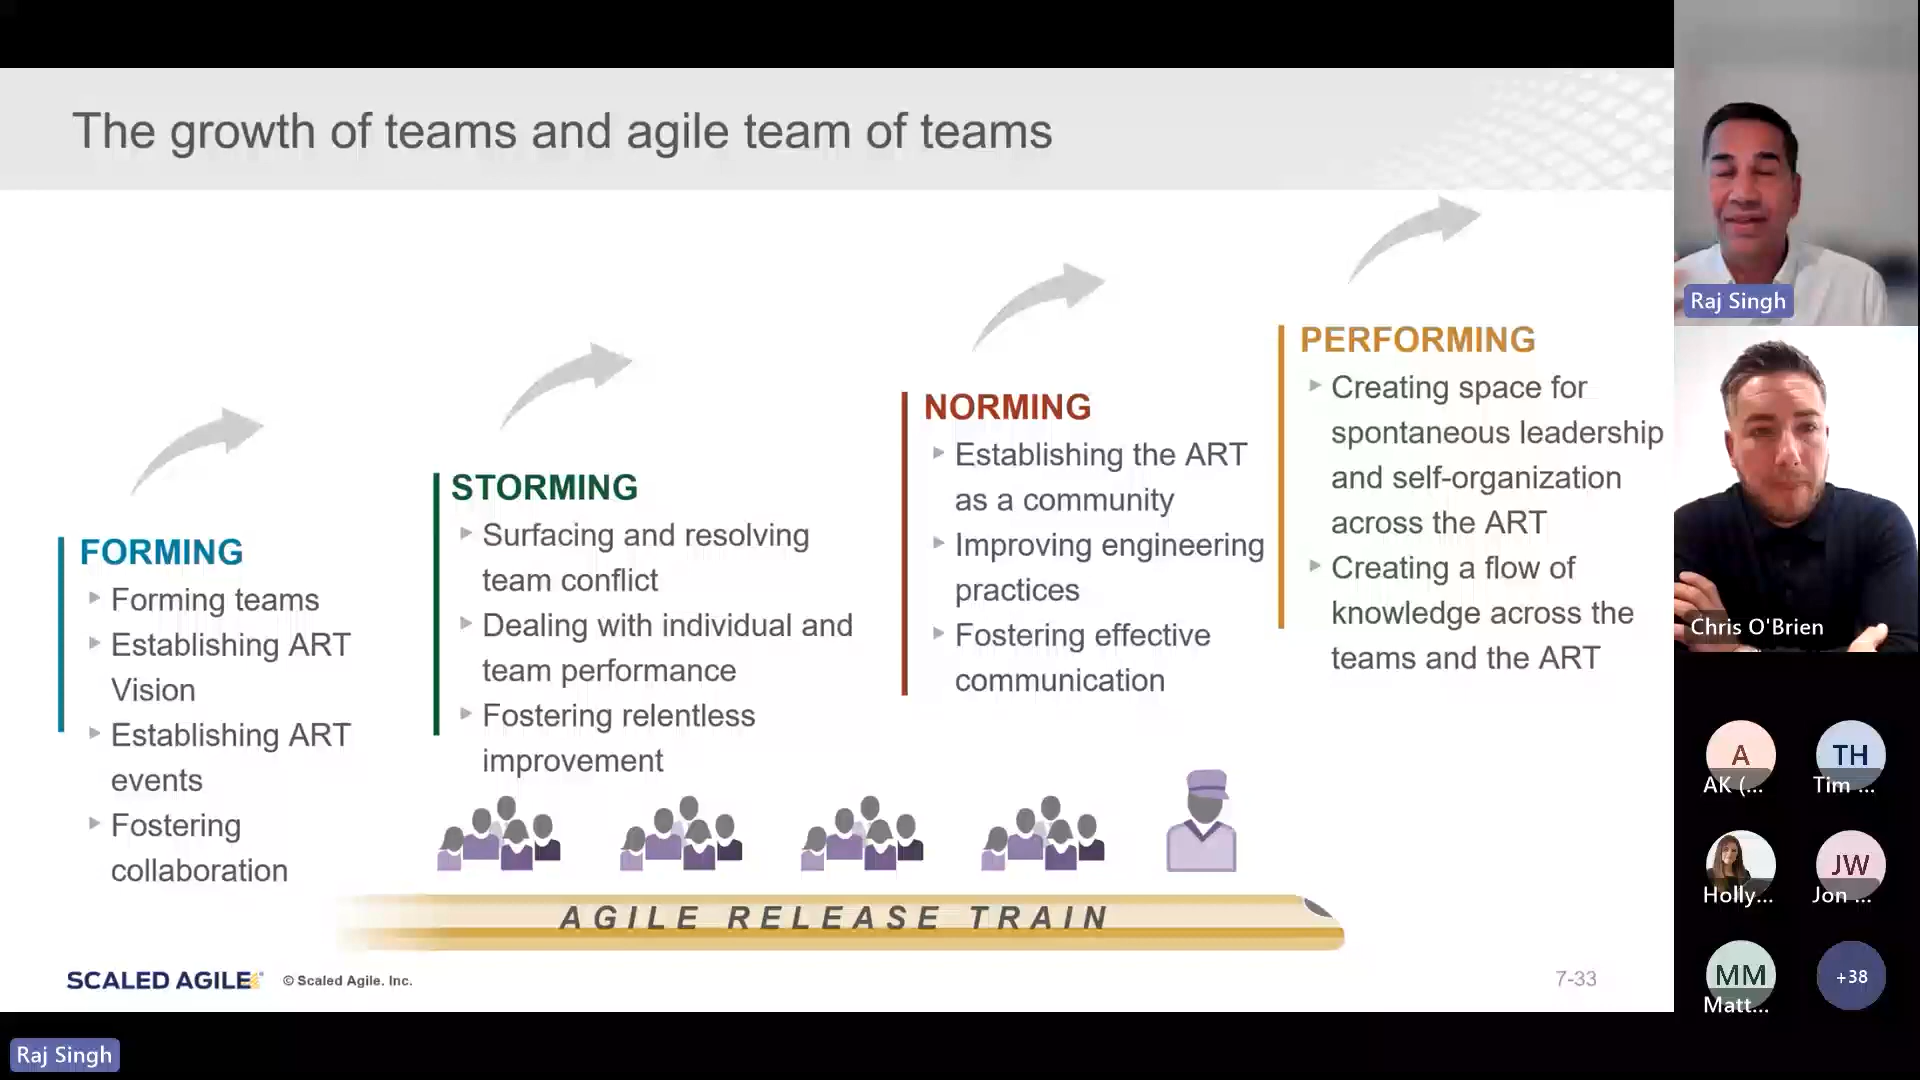 The growth of teams and agile team of teams
FORMING
Forming teams
Establishing ART
Vision
Establishing ART
events
Fostering
collaboration
STORMING
Surfacing and resolving
team conflict
Dealing with individual and
team performance
Fostering relentless
improvement
NORMING
Establishing the ART
as a community
Improving engineering
practices
Fostering effective
communication
PERFORMING
Creating space for
spontaneous leadership
and self-organization
across the ART
Creating a flow of
knowledge across the
teams and the ART
AGILE RELEASE TRAIN
SCALED AGILE
© Scaled Agile. Inc.
7-33
Raj Singh
Raj Singh
Chris O'Brien
A
AK (...
TH
Tim ...
Holly...
JW
Jon ...
MM
Matt...
+38